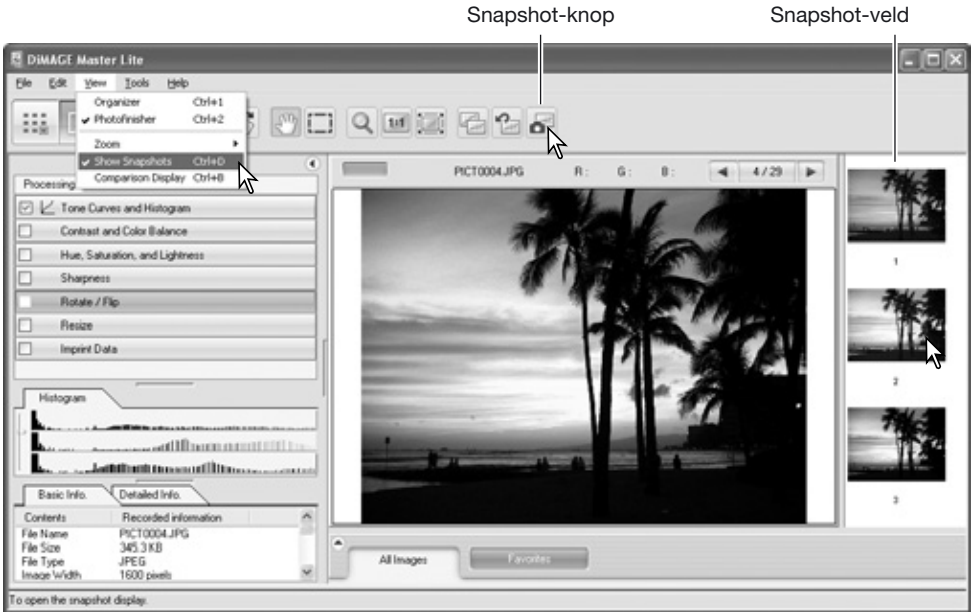 Snapshot-knop Snapshot-veld
DiMAGE Master Lite
File Edit View Tools Help
Organizer Ctrl+1
Photofinisher Ctrl+2
Zoom
Show Snapshots Ctrl+D
Comparison Display Ctrl+B
1:1
Processing
PICT0004.JPG R: G: B: 4/29
Tone Curves and Histogram
Contrast and Color Balance
Hue, Saturation, and Lightness
Sharpness
Rotate / Flip
Resize
Imprint Data
1
2
3
Histogram
Basic Info. Detailed Info.
Contents Recorded information
File Name PICT0004.JPG
File Size 345.3 KB
File Type JPEG
Image Width 1600 pixels
All Images Favorites
To open the snapshot display.